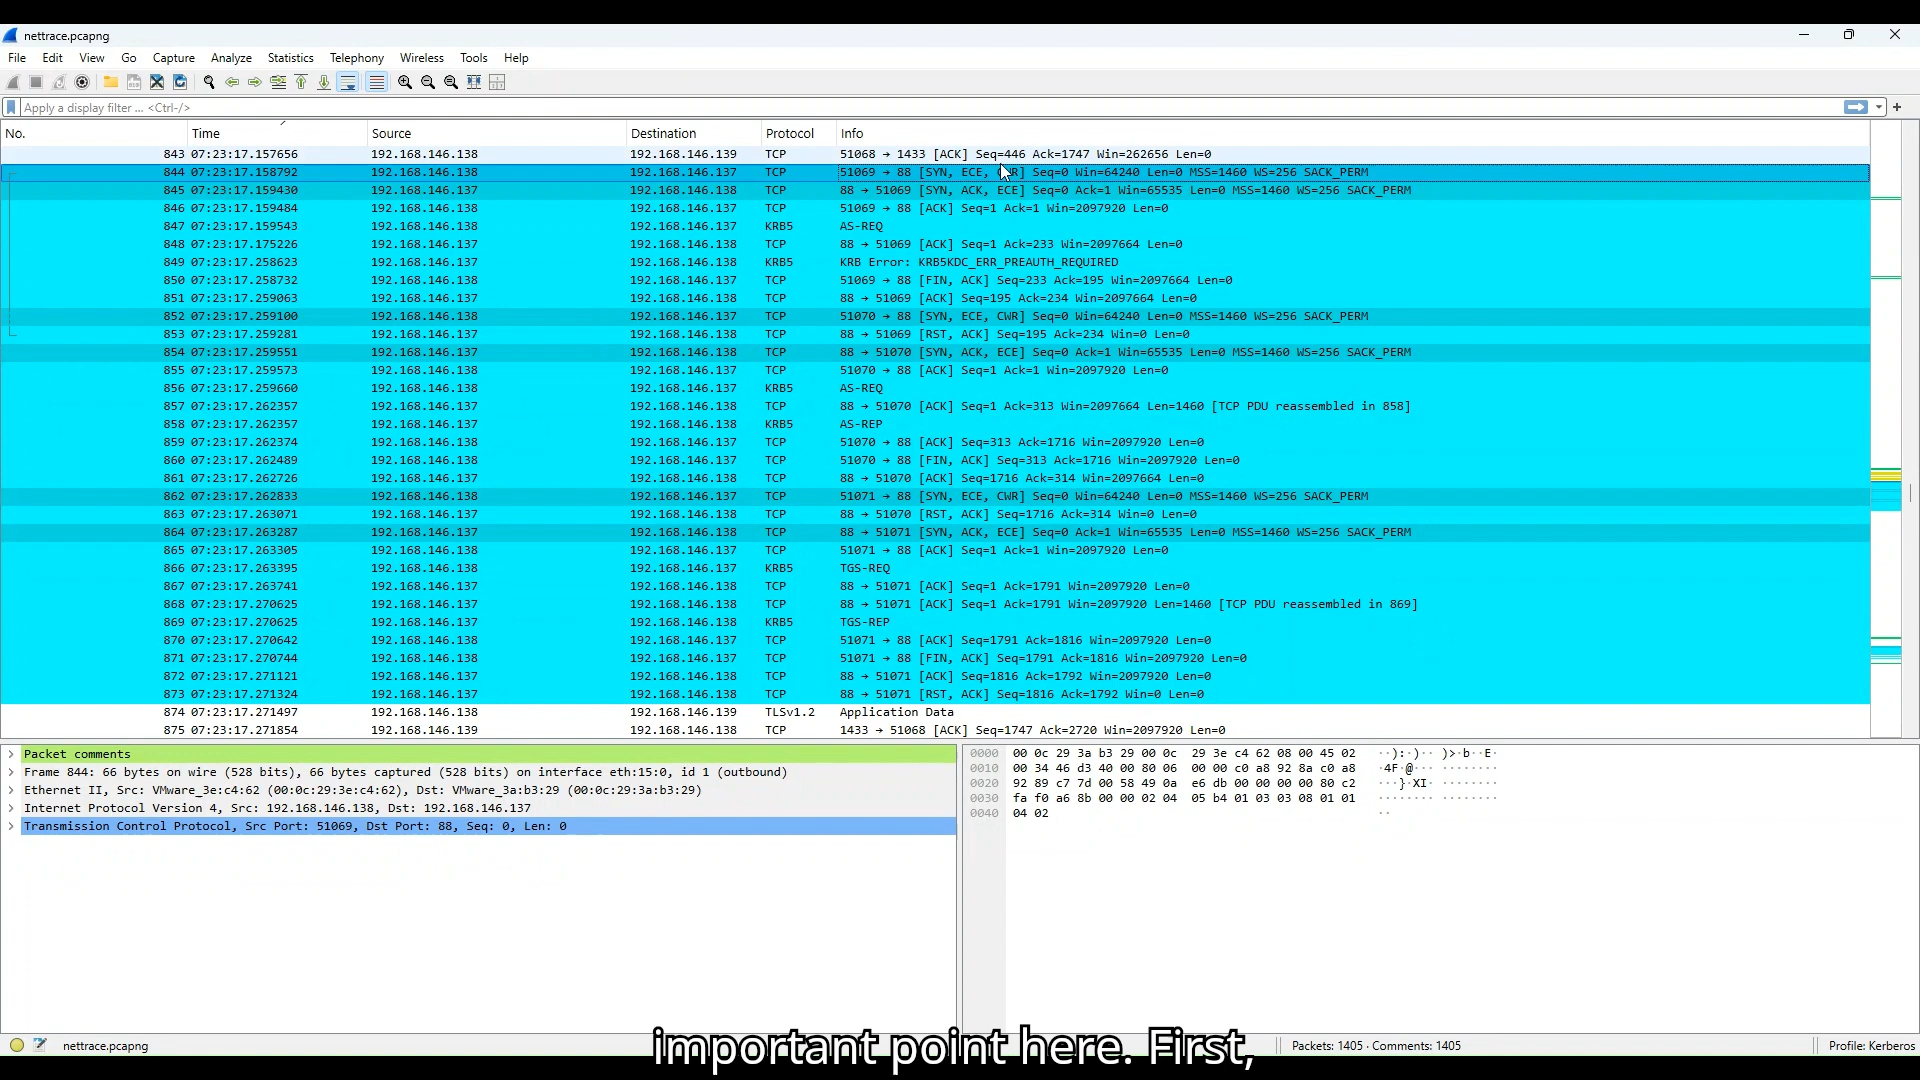 nettrace.pcapng
File Edit View Go Capture Analyze Statistics Telephony Wireless Tools Help
Apply a display filter ... <Ctrl-/>
No. Time Source Destination Protocol Info
843 07:23:17.157656 192.168.146.138 192.168.146.139 TCP 51068 → 1433 [ACK] Seq=446 Ack=1747 Win=262656 Len=0
844 07:23:17.158792 192.168.146.138 192.168.146.137 TCP 51069 → 88 [SYN, ECE, CWR] Seq=0 Win=64240 Len=0 MSS=1460 WS=256 SACK_PERM
845 07:23:17.159430 192.168.146.137 192.168.146.138 TCP 88 → 51069 [SYN, ACK, ECE] Seq=0 Ack=1 Win=65535 Len=0 MSS=1460 WS=256 SACK_PERM
846 07:23:17.159484 192.168.146.138 192.168.146.137 TCP 51069 → 88 [ACK] Seq=1 Ack=1 Win=2097920 Len=0
847 07:23:17.159543 192.168.146.138 192.168.146.137 KRB5 AS-REQ
848 07:23:17.175226 192.168.146.137 192.168.146.138 TCP 88 → 51069 [ACK] Seq=1 Ack=233 Win=2097664 Len=0
849 07:23:17.258623 192.168.146.137 192.168.146.138 KRB5 KRB Error: KRB5KDC_ERR_PREAUTH_REQUIRED
850 07:23:17.258732 192.168.146.138 192.168.146.137 TCP 51069 → 88 [FIN, ACK] Seq=233 Ack=195 Win=2097664 Len=0
851 07:23:17.259063 192.168.146.137 192.168.146.138 TCP 88 → 51069 [ACK] Seq=195 Ack=234 Win=2097664 Len=0
852 07:23:17.259100 192.168.146.138 192.168.146.137 TCP 51070 → 88 [SYN, ECE, CWR] Seq=0 Win=64240 Len=0 MSS=1460 WS=256 SACK_PERM
853 07:23:17.259281 192.168.146.137 192.168.146.138 TCP 88 → 51069 [RST, ACK] Seq=195 Ack=234 Win=0 Len=0
854 07:23:17.259551 192.168.146.137 192.168.146.138 TCP 88 → 51070 [SYN, ACK, ECE] Seq=0 Ack=1 Win=65535 Len=0 MSS=1460 WS=256 SACK_PERM
855 07:23:17.259573 192.168.146.138 192.168.146.137 TCP 51070 → 88 [ACK] Seq=1 Ack=1 Win=2097920 Len=0
856 07:23:17.259660 192.168.146.138 192.168.146.137 KRB5 AS-REQ
857 07:23:17.262357 192.168.146.137 192.168.146.138 TCP 88 → 51070 [ACK] Seq=1 Ack=313 Win=2097664 Len=1460 [TCP PDU reassembled in 858]
858 07:23:17.262357 192.168.146.137 192.168.146.138 KRB5 AS-REP
859 07:23:17.262374 192.168.146.138 192.168.146.137 TCP 51070 → 88 [ACK] Seq=313 Ack=1716 Win=2097920 Len=0
860 07:23:17.262489 192.168.146.138 192.168.146.137 TCP 51070 → 88 [FIN, ACK] Seq=313 Ack=1716 Win=2097920 Len=0
861 07:23:17.262726 192.168.146.137 192.168.146.138 TCP 88 → 51070 [ACK] Seq=1716 Ack=314 Win=2097664 Len=0
862 07:23:17.262833 192.168.146.138 192.168.146.137 TCP 51071 → 88 [SYN, ECE, CWR] Seq=0 Win=64240 Len=0 MSS=1460 WS=256 SACK_PERM
863 07:23:17.263071 192.168.146.137 192.168.146.138 TCP 88 → 51070 [RST, ACK] Seq=1716 Ack=314 Win=0 Len=0
864 07:23:17.263287 192.168.146.137 192.168.146.138 TCP 88 → 51071 [SYN, ACK, ECE] Seq=0 Ack=1 Win=65535 Len=0 MSS=1460 WS=256 SACK_PERM
865 07:23:17.263305 192.168.146.138 192.168.146.137 TCP 51071 → 88 [ACK] Seq=1 Ack=1 Win=2097920 Len=0
866 07:23:17.263395 192.168.146.138 192.168.146.137 KRB5 TGS-REQ
867 07:23:17.263741 192.168.146.137 192.168.146.138 TCP 88 → 51071 [ACK] Seq=1 Ack=1791 Win=2097920 Len=0
868 07:23:17.270625 192.168.146.137 192.168.146.138 TCP 88 → 51071 [ACK] Seq=1 Ack=1791 Win=2097920 Len=1460 [TCP PDU reassembled in 869]
869 07:23:17.270625 192.168.146.137 192.168.146.138 KRB5 TGS-REP
870 07:23:17.270642 192.168.146.138 192.168.146.137 TCP 51071 → 88 [ACK] Seq=1791 Ack=1816 Win=2097920 Len=0
871 07:23:17.270744 192.168.146.138 192.168.146.137 TCP 51071 → 88 [FIN, ACK] Seq=1791 Ack=1816 Win=2097920 Len=0
872 07:23:17.271121 192.168.146.137 192.168.146.138 TCP 88 → 51071 [ACK] Seq=1816 Ack=1792 Win=2097920 Len=0
873 07:23:17.271324 192.168.146.137 192.168.146.138 TCP 88 → 51071 [RST, ACK] Seq=1816 Ack=1792 Win=0 Len=0
874 07:23:17.271497 192.168.146.138 192.168.146.139 TLSv1.2 Application Data
875 07:23:17.271854 192.168.146.139 192.168.146.138 TCP 1433 → 51068 [ACK] Seq=1747 Ack=2720 Win=2097920 Len=0
Packet comments
Frame 844: 66 bytes on wire (528 bits), 66 bytes captured (528 bits) on interface eth:15:0, id 1 (outbound)
Ethernet II, Src: VMware_3e:c4:62 (00:0c:29:3e:c4:62), Dst: VMware_3a:b3:29 (00:0c:29:3a:b3:29)
Internet Protocol Version 4, Src: 192.168.146.138, Dst: 192.168.146.137
Transmission Control Protocol, Src Port: 51069, Dst Port: 88, Seq: 0, Len: 0
0000 00 0c 29 3a b3 29 00 0c 29 3e c4 62 08 00 45 02 ··):·)·· )>·b··E·
0010 00 34 46 d3 40 00 80 06 00 00 c0 a8 92 8a c0 a8 ·4F·@··· ········
0020 92 89 c7 7d 00 58 49 0a e6 db 00 00 00 00 80 c2 ···}·XI· ········
0030 fa f0 a6 8b 00 00 02 04 05 b4 01 03 03 08 01 01 ········ ········
0040 04 02 ··
important point here. First,
nettrace.pcapng
Packets: 1405 · Comments: 1405
Profile: Kerberos